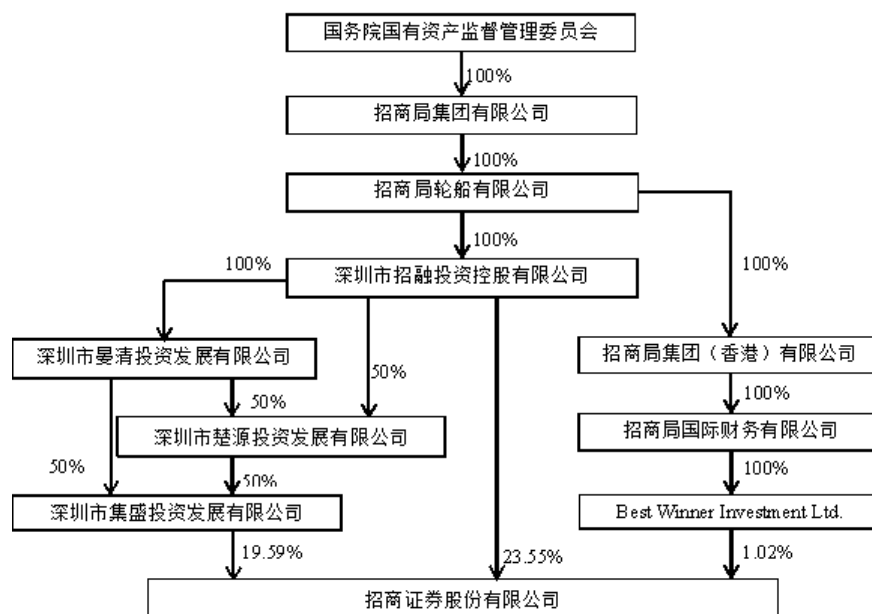 国务院国有资产监督管理委员会
100%
招商局集团有限公司
100%
招商局轮船有限公司
100%
100%
深圳市招融投资控股有限公司
100%
深圳市晏清投资发展有限公司
招商局集团（香港）有限公司
50%
50%
100%
深圳市楚源投资发展有限公司
招商局国际财务有限公司
50%
50%
100%
深圳市集盛投资发展有限公司
Best Winner Investment Ltd.
19.59%
23.55%
1.02%
招商证券股份有限公司